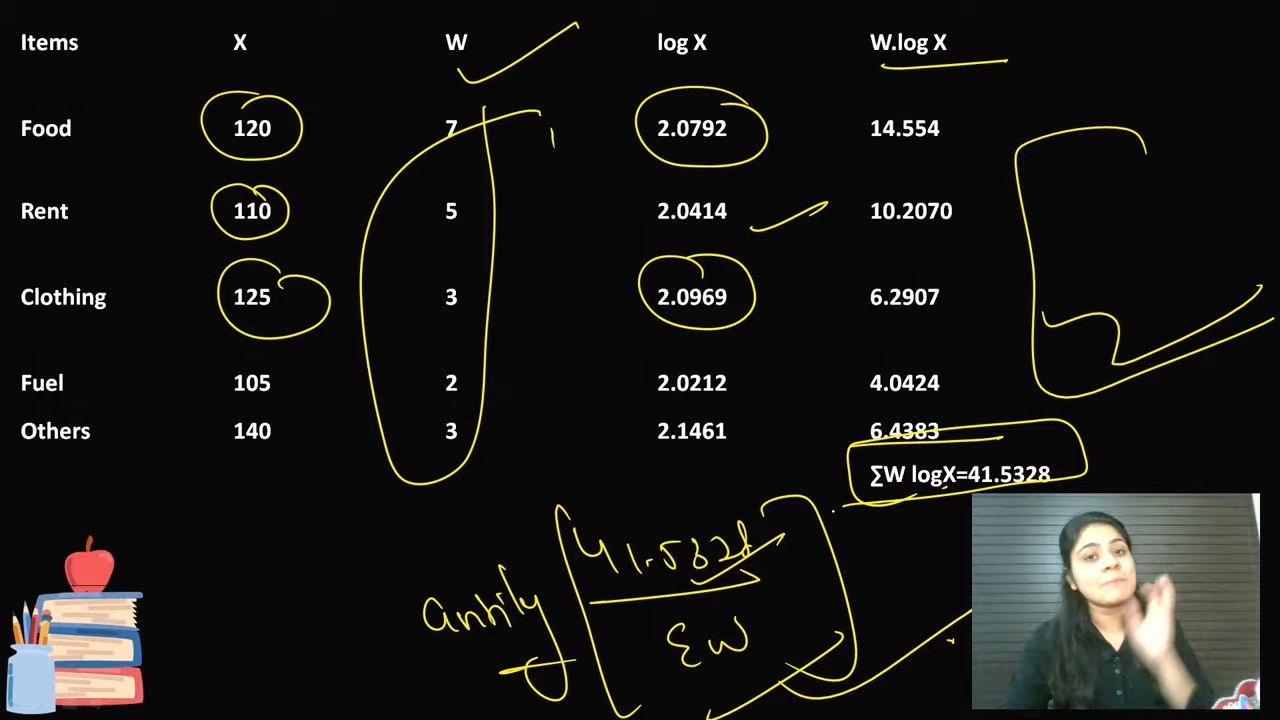 Items X W log X W.log X
Food 120 7 2.0792 14.554
Rent 110 5 2.0414 10.2070
Clothing 125 3 2.0969 6.2907
Fuel 105 2 2.0212 4.0424
Others 140 3 2.1461 6.4383
∑W logX=41.5328
41.5328
antilog
ΣW